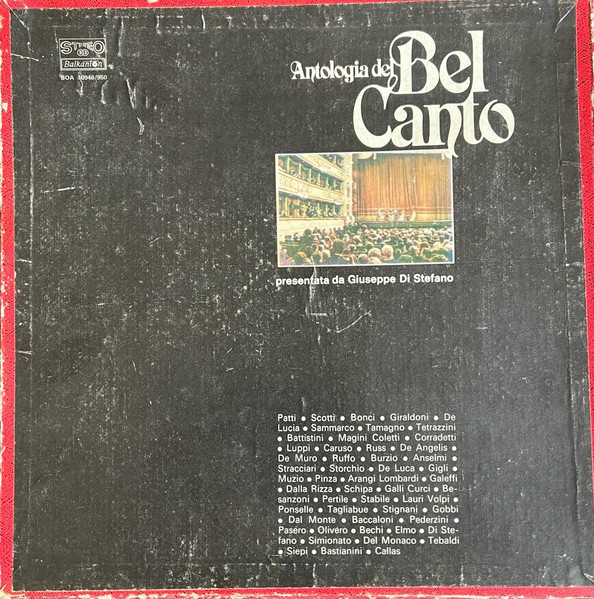 STEREO
Balkanton
BOA 30946/950
Antologia del Bel
Canto
presentata da Giuseppe Di Stefano
Patti • Scotti • Bonci • Giraldoni • De
Lucia • Sammarco • Tamagno • Tetrazzini
• Battistini • Magini Coletti • Corradetti
• Luppi • Caruso • Russ • De Angelis •
De Muro • Ruffo • Burzio • Anselmi •
Stracciari • Storchio • De Luca • Gigli •
Muzio • Pinza • Arangi Lombardi • Galeffi
• Dalla Rizza • Schipa • Galli Curci • Be-
sanzoni • Pertile • Stabile • Lauri Volpi •
Ponselle • Tagliabue • Stignani • Gobbi
• Dal Monte • Baccaloni • Pederzini •
Pasero • Olivero • Bechi • Elmo • Di Ste-
fano • Simionato • Del Monaco • Tebaldi
• Siepi • Bastianini • Callas